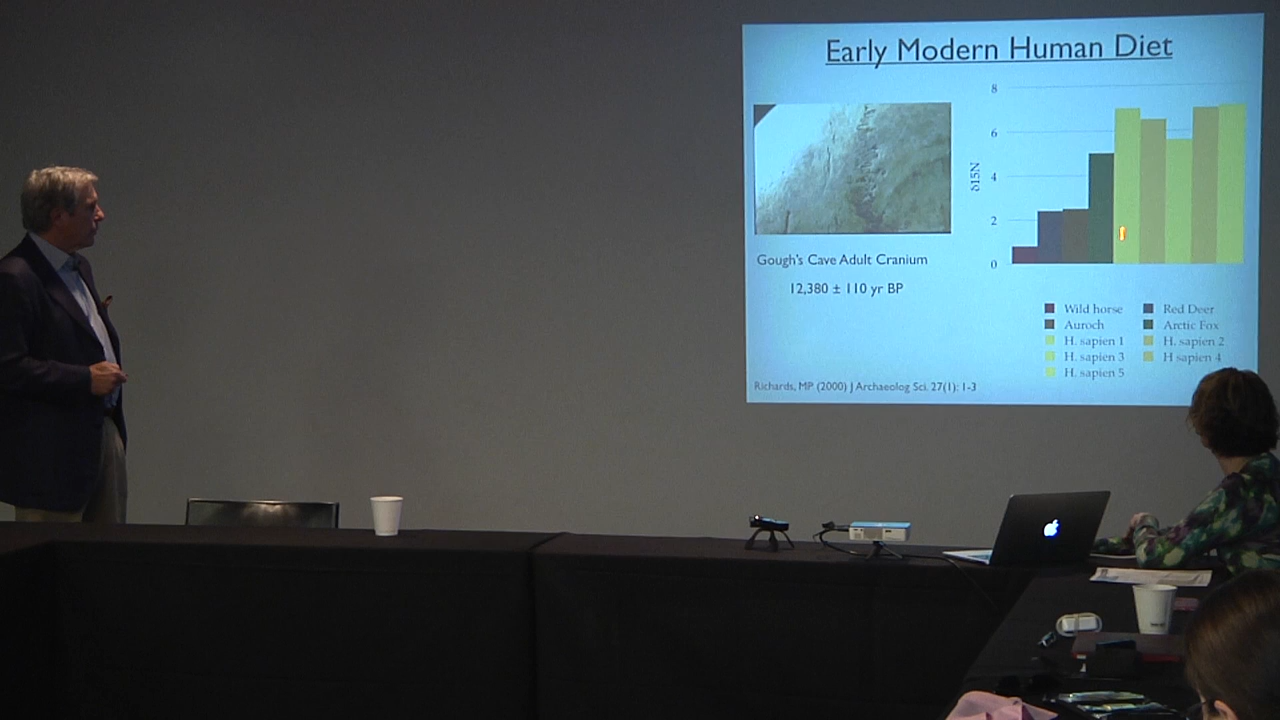 Early Modern Human Diet
8
6
4
2
0
δ15N
Gough's Cave Adult Cranium
12,380 ± 110 yr BP
Wild horse Red Deer
Auroch Arctic Fox
H. sapien 1 H. sapien 2
H. sapien 3 H sapien 4
H. sapien 5
Richards, MP (2000) J Archaeolog Sci. 27(1): 1-3